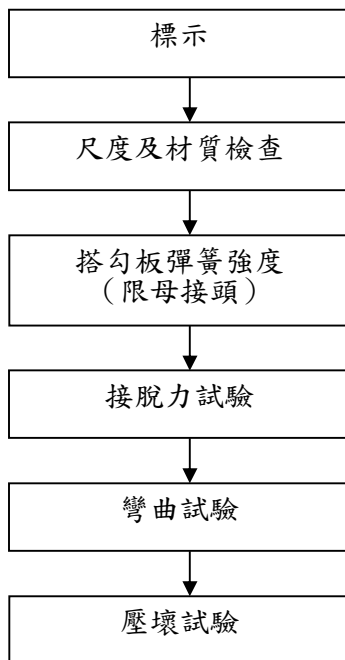 標示
尺度及材質檢查
搭勾板彈簧強度
（限母接頭）
接脫力試驗
彎曲試驗
壓壞試驗